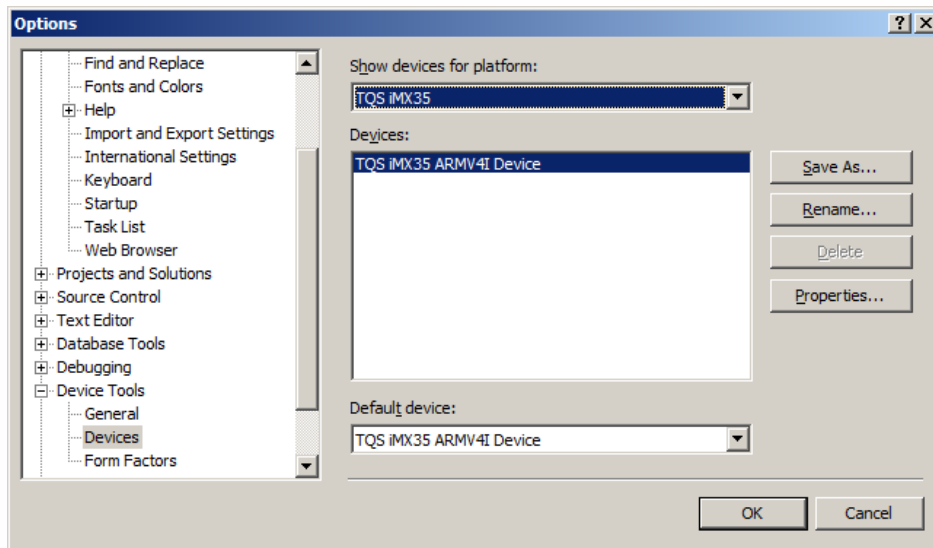 Options
Find and Replace
Fonts and Colors
Help
Import and Export Settings
International Settings
Keyboard
Startup
Task List
Web Browser
Projects and Solutions
Source Control
Text Editor
Database Tools
Debugging
Device Tools
General
Devices
Form Factors
Show devices for platform:
TQS iMX35
Devices:
TQS iMX35 ARMV4I Device
Save As...
Rename...
Delete
Properties...
Default device:
TQS iMX35 ARMV4I Device
OK
Cancel